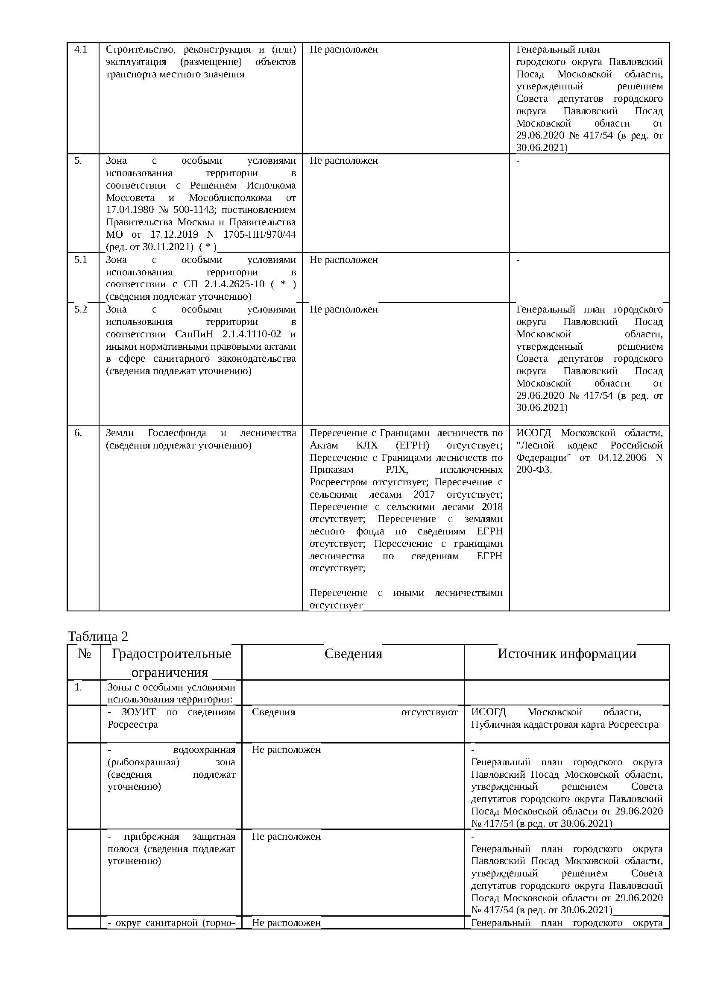 4.1
Строительство, реконструкция и (или)
эксплуатация (размещение) объектов
транспорта местного значения
Не расположен
Генеральный план
городского округа Павловский
Посад Московской области,
утвержденный решением
Совета депутатов городского
округа Павловский Посад
Московской области от
29.06.2020 № 417/54 (в ред. от
30.06.2021)
5.
Зона с особыми условиями
использования территории в
соответствии с Решением Исполкома
Моссовета и Мособлисполкома от
17.04.1980 № 500-1143; постановлением
Правительства Москвы и Правительства
МО от 17.12.2019 N 1705-ПП/970/44
(ред. от 30.11.2021) ( * )
Не расположен
-
5.1
Зона с особыми условиями
использования территории в
соответствии с СП 2.1.4.2625-10 ( * )
(сведения подлежат уточнению)
Не расположен
-
5.2
Зона с особыми условиями
использования территории в
соответствии СанПиН 2.1.4.1110-02 и
иными нормативными правовыми актами
в сфере санитарного законодательства
(сведения подлежат уточнению)
Не расположен
Генеральный план городского
округа Павловский Посад
Московской области,
утвержденный решением
Совета депутатов городского
округа Павловский Посад
Московской области от
29.06.2020 № 417/54 (в ред. от
30.06.2021)
6.
Земли Гослесфонда и лесничества
(сведения подлежат уточнению)
Пересечение с Границами лесничеств по
Актам КЛХ (ЕГРН) отсутствует;
Пересечение с Границами лесничеств по
Приказам РЛХ, исключенных
Росреестром отсутствует; Пересечение с
сельскими лесами 2017 отсутствует;
Пересечение с сельскими лесами 2018
отсутствует; Пересечение с землями
лесного фонда по сведениям ЕГРН
отсутствует; Пересечение с границами
лесничества по сведениям ЕГРН
отсутствует;
Пересечение с иными лесничествами
отсутствует
ИСОГД Московской области,
"Лесной кодекс Российской
Федерации" от 04.12.2006 N
200-ФЗ.
Таблица 2
№
Градостроительные
ограничения
Сведения
Источник информации
1.
Зоны с особыми условиями
использования территории:
- ЗОУИТ по сведениям
Росреестра
Сведения отсутствуют
ИСОГД Московской области,
Публичная кадастровая карта Росреестра
- водоохранная
(рыбоохранная) зона
(сведения подлежат
уточнению)
Не расположен
-
Генеральный план городского округа
Павловский Посад Московской области,
утвержденный решением Совета
депутатов городского округа Павловский
Посад Московской области от 29.06.2020
№ 417/54 (в ред. от 30.06.2021)
- прибрежная защитная
полоса (сведения подлежат
уточнению)
Не расположен
-
Генеральный план городского округа
Павловский Посад Московской области,
утвержденный решением Совета
депутатов городского округа Павловский
Посад Московской области от 29.06.2020
№ 417/54 (в ред. от 30.06.2021)
- округ санитарной (горно-
Не расположен
Генеральный план городского округа